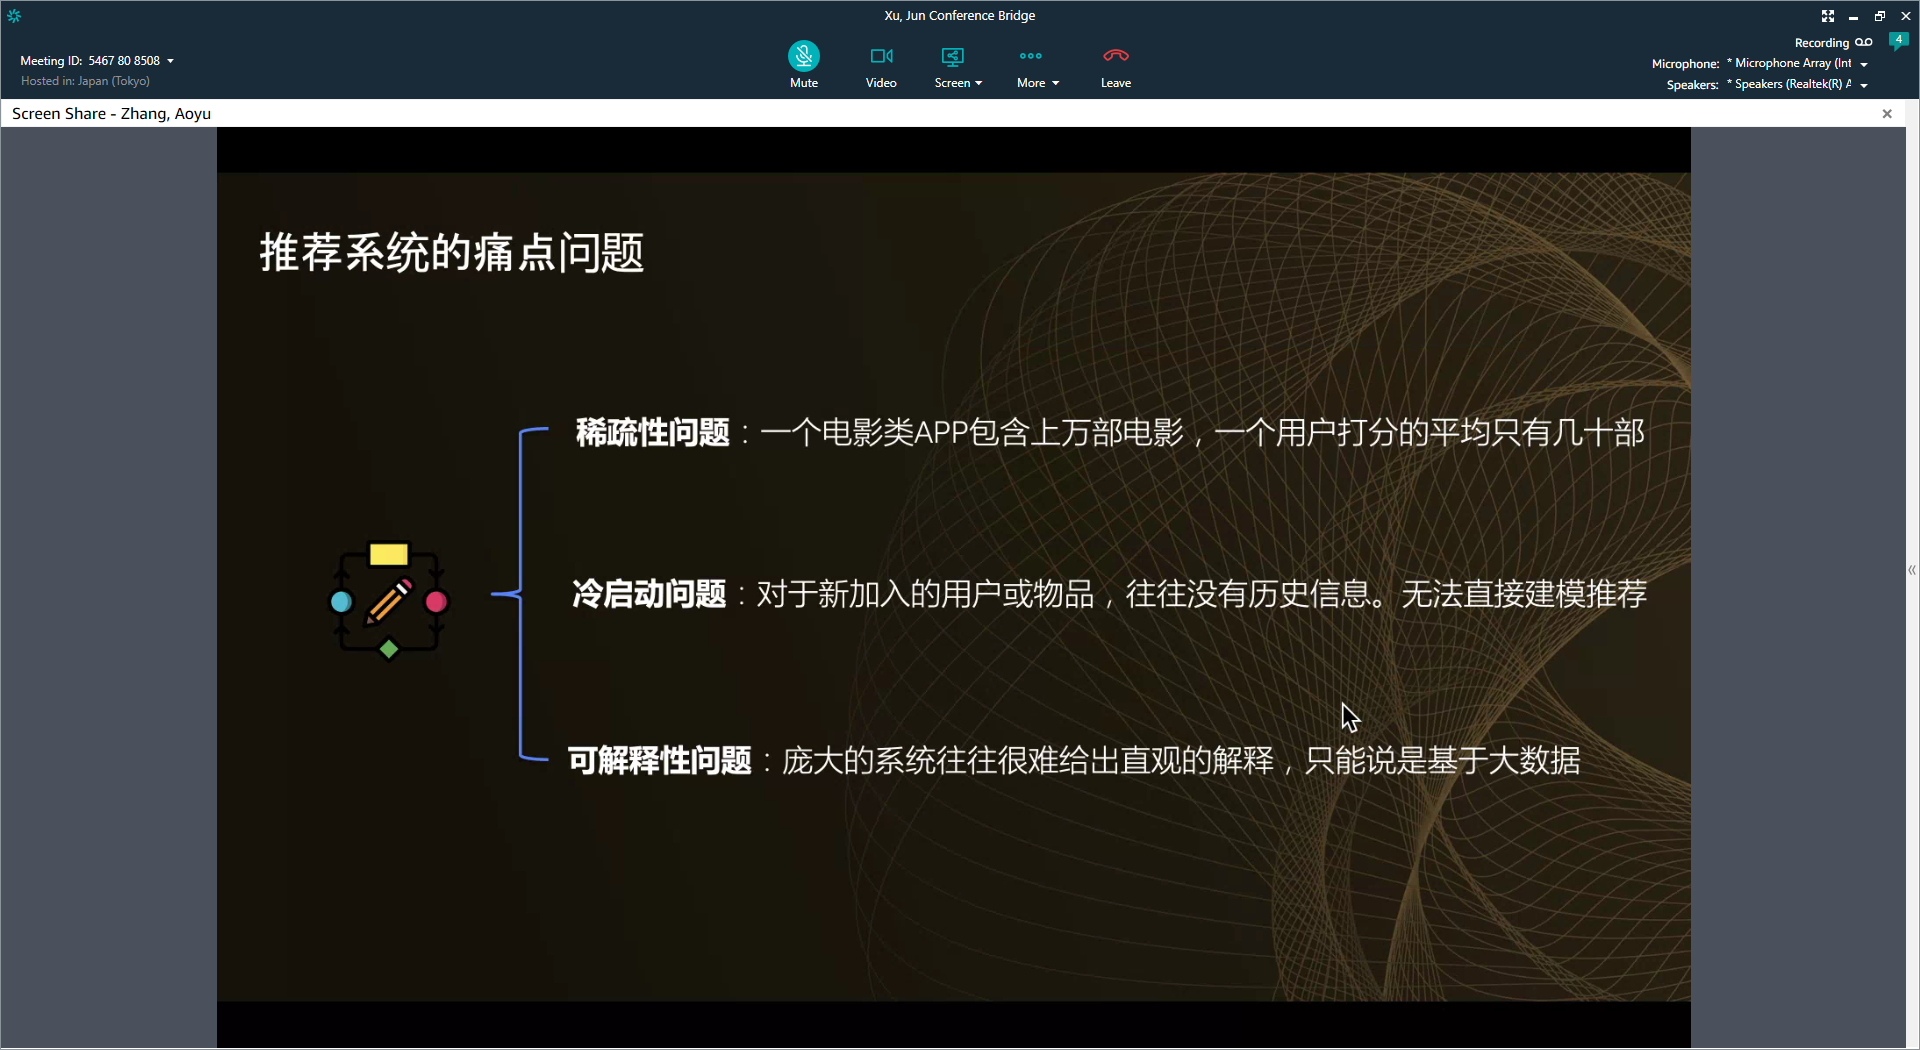 Xu, Jun Conference Bridge
Meeting ID: 5467 80 8508
Hosted in: Japan (Tokyo)
Mute
Video
Screen
More
Leave
Recording
4
Microphone: * Microphone Array (Int
Speakers: * Speakers (Realtek(R) A
Screen Share - Zhang, Aoyu
推荐系统的痛点问题
稀疏性问题：一个电影类APP包含上万部电影，一个用户打分的平均只有几十部
冷启动问题：对于新加入的用户或物品，往往没有历史信息。无法直接建模推荐
可解释性问题：庞大的系统往往很难给出直观的解释，只能说是基于大数据